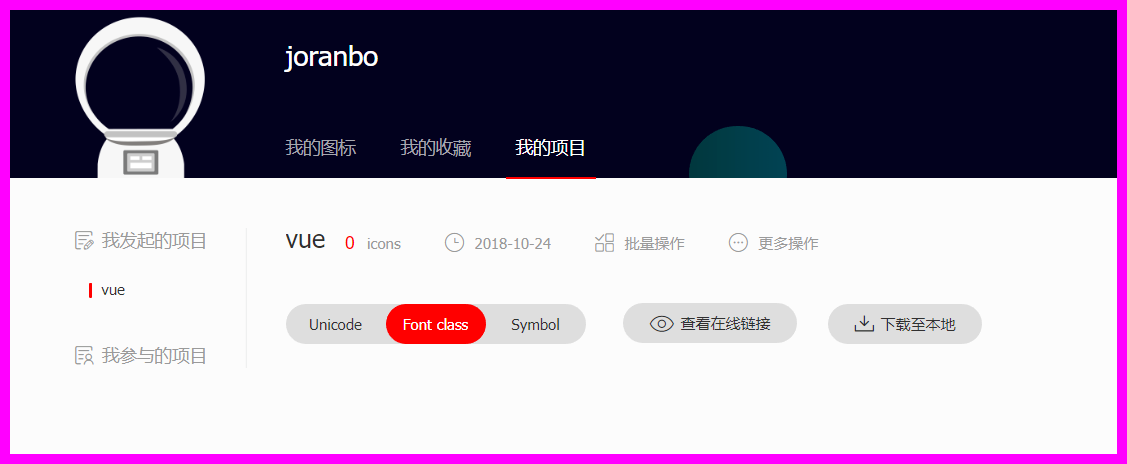 joranbo
我的图标 我的收藏 我的项目
我发起的项目
vue
我参与的项目
vue 0 icons 2018-10-24 批量操作 更多操作
Unicode Font class Symbol 查看在线链接 下载至本地